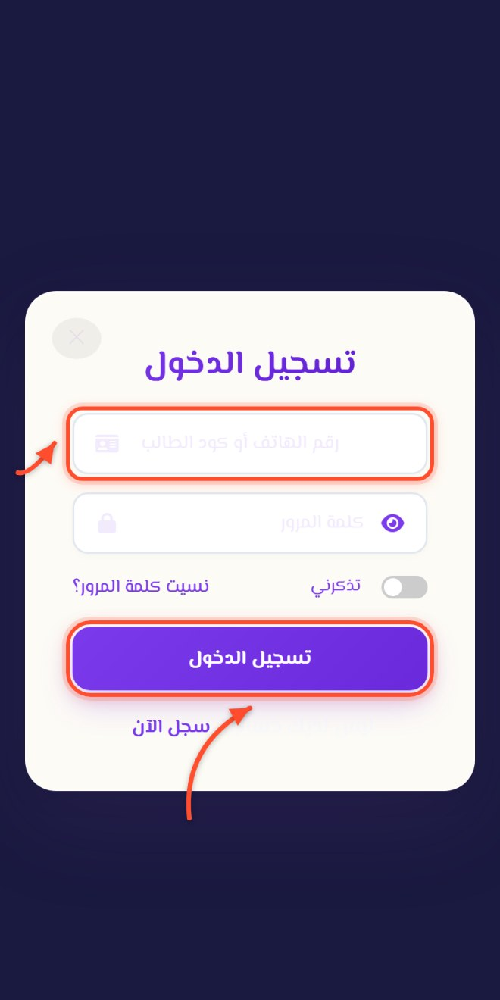 تسجيل الدخول
رقم الهاتف أو كود الطالب
كلمة المرور
تذكرني
نسيت كلمة المرور؟
تسجيل الدخول
سجل الآن